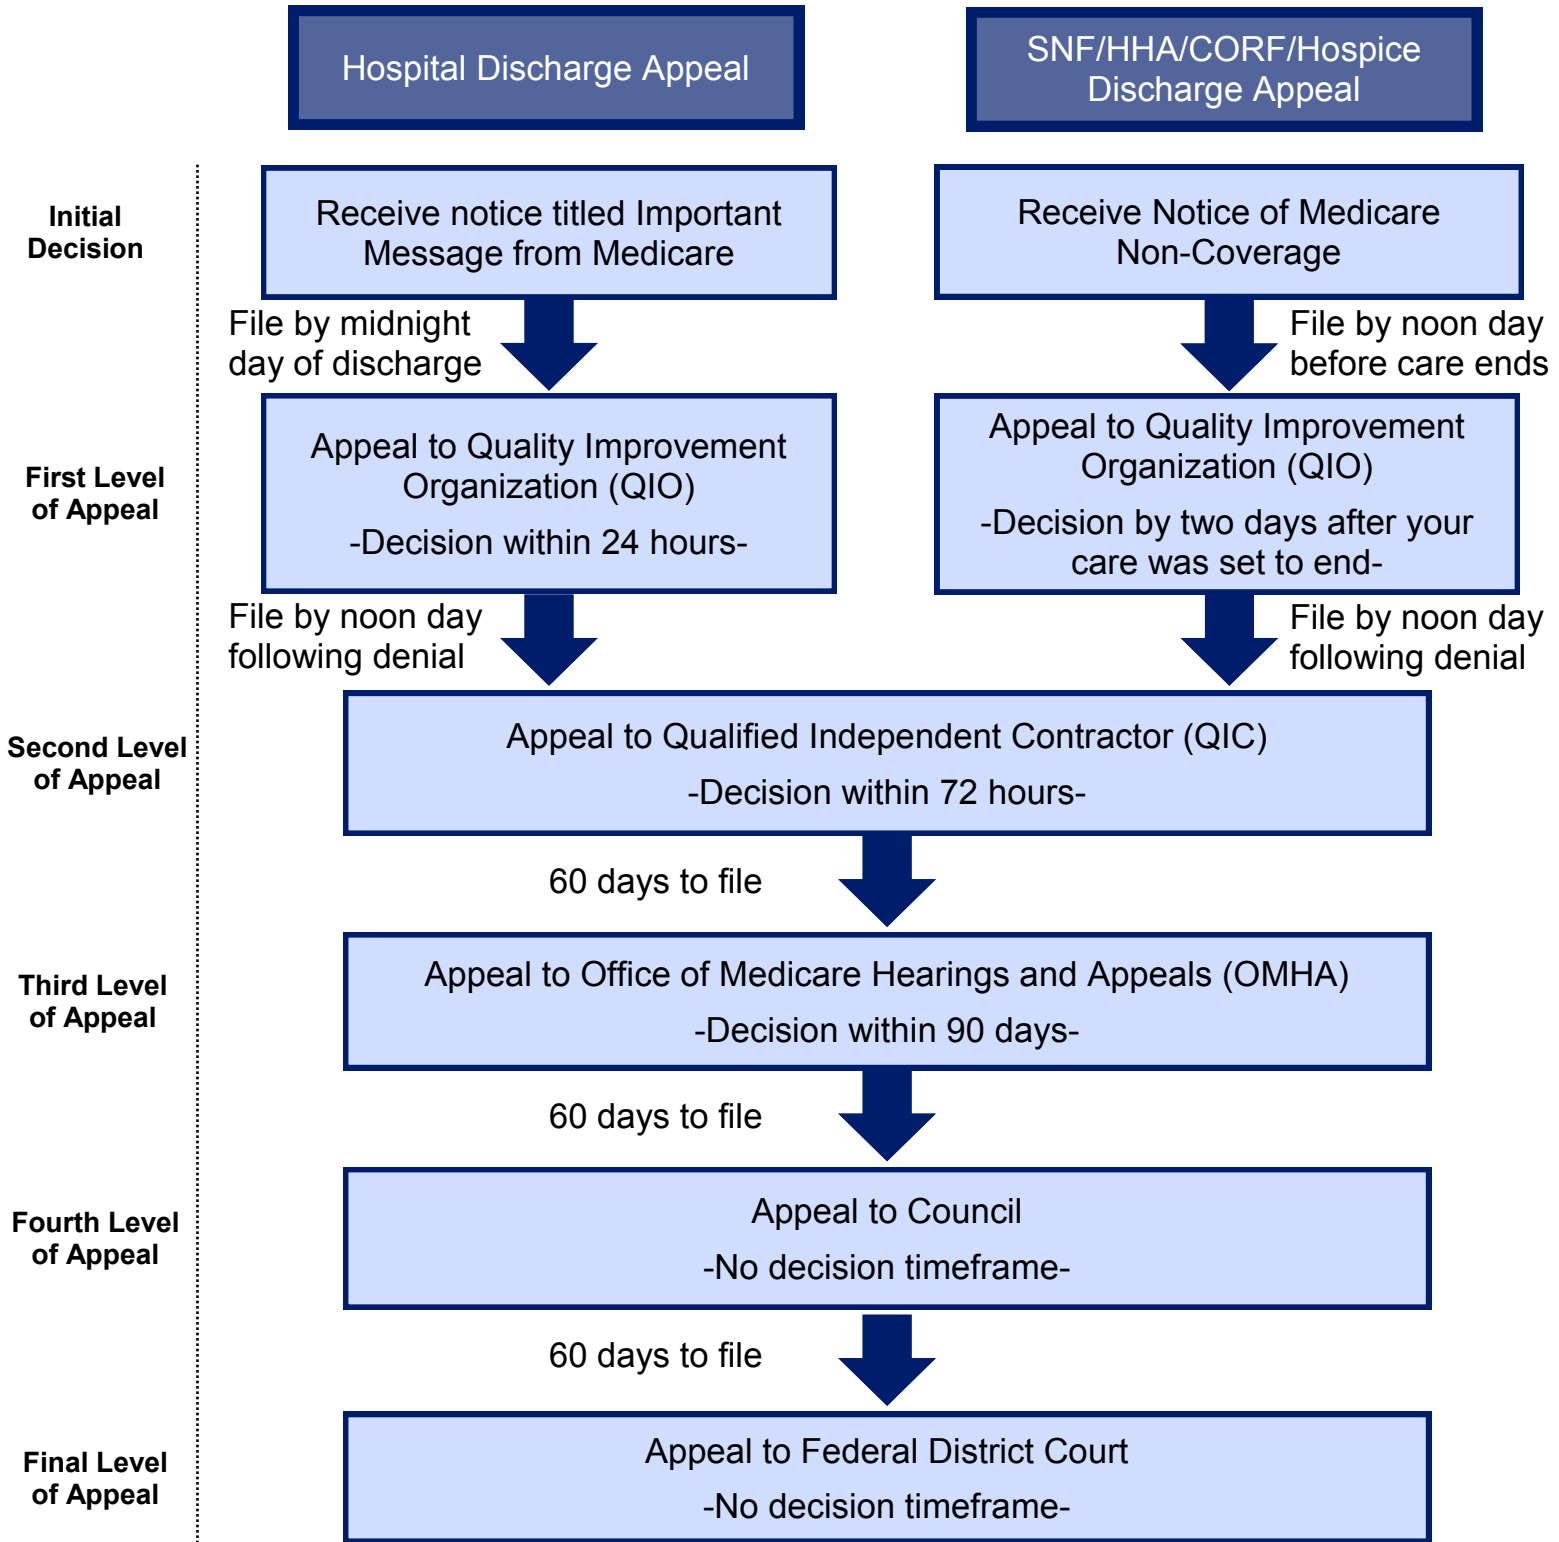 Hospital Discharge Appeal
SNF/HHA/CORF/Hospice
Discharge Appeal
Initial
Decision
Receive notice titled Important
Message from Medicare
Receive Notice of Medicare
Non-Coverage
File by midnight
day of discharge
File by noon day
before care ends
First Level
of Appeal
Appeal to Quality Improvement
Organization (QIO)
-Decision within 24 hours-
Appeal to Quality Improvement
Organization (QIO)
-Decision by two days after your
care was set to end-
File by noon day
following denial
File by noon day
following denial
Second Level
of Appeal
Appeal to Qualified Independent Contractor (QIC)
-Decision within 72 hours-
60 days to file
Third Level
of Appeal
Appeal to Office of Medicare Hearings and Appeals (OMHA)
-Decision within 90 days-
60 days to file
Fourth Level
of Appeal
Appeal to Council
-No decision timeframe-
60 days to file
Final Level
of Appeal
Appeal to Federal District Court
-No decision timeframe-